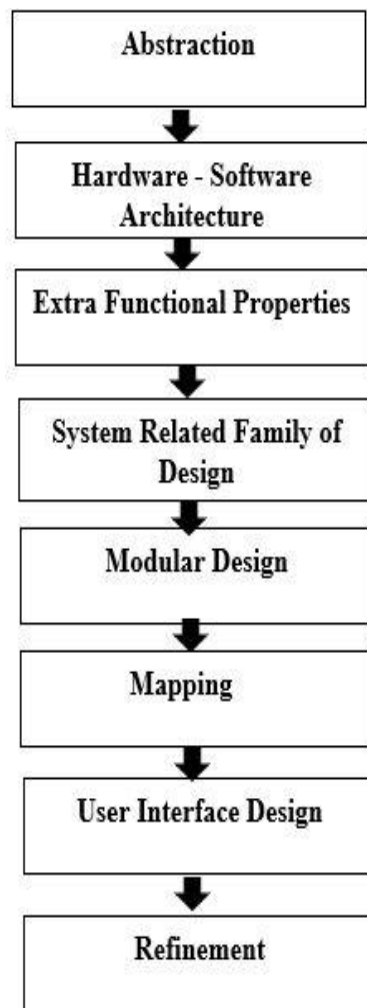 Abstraction
Hardware - Software
Architecture
Extra Functional Properties
System Related Family of
Design
Modular Design
Mapping
User Interface Design
Refinement